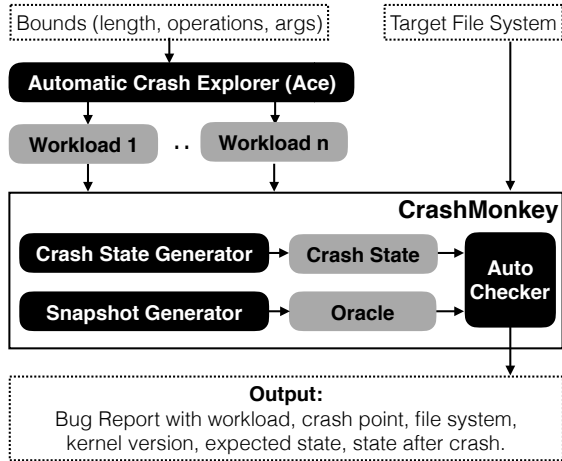 Bounds (length, operations, args)
Target File System
Automatic Crash Explorer (Ace)
Workload 1
..
Workload n
CrashMonkey
Crash State Generator
Crash State
Auto
Checker
Snapshot Generator
Oracle
Output:
Bug Report with workload, crash point, file system,
kernel version, expected state, state after crash.